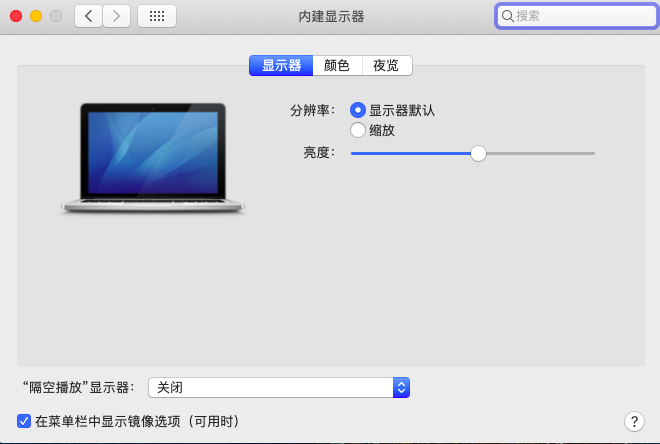 内建显示器
搜索
显示器 颜色 夜览
分辨率： 显示器默认
缩放
亮度：
“隔空播放”显示器： 关闭
在菜单栏中显示镜像选项（可用时）
?